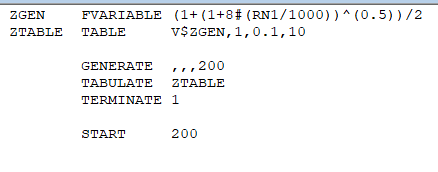 ZGEN FVARIABLE (1+(1+8#(RN1/1000))^(0.5))/2
ZTABLE TABLE V$ZGEN,1,0.1,10
GENERATE ,,,200
TABULATE ZTABLE
TERMINATE 1
START 200